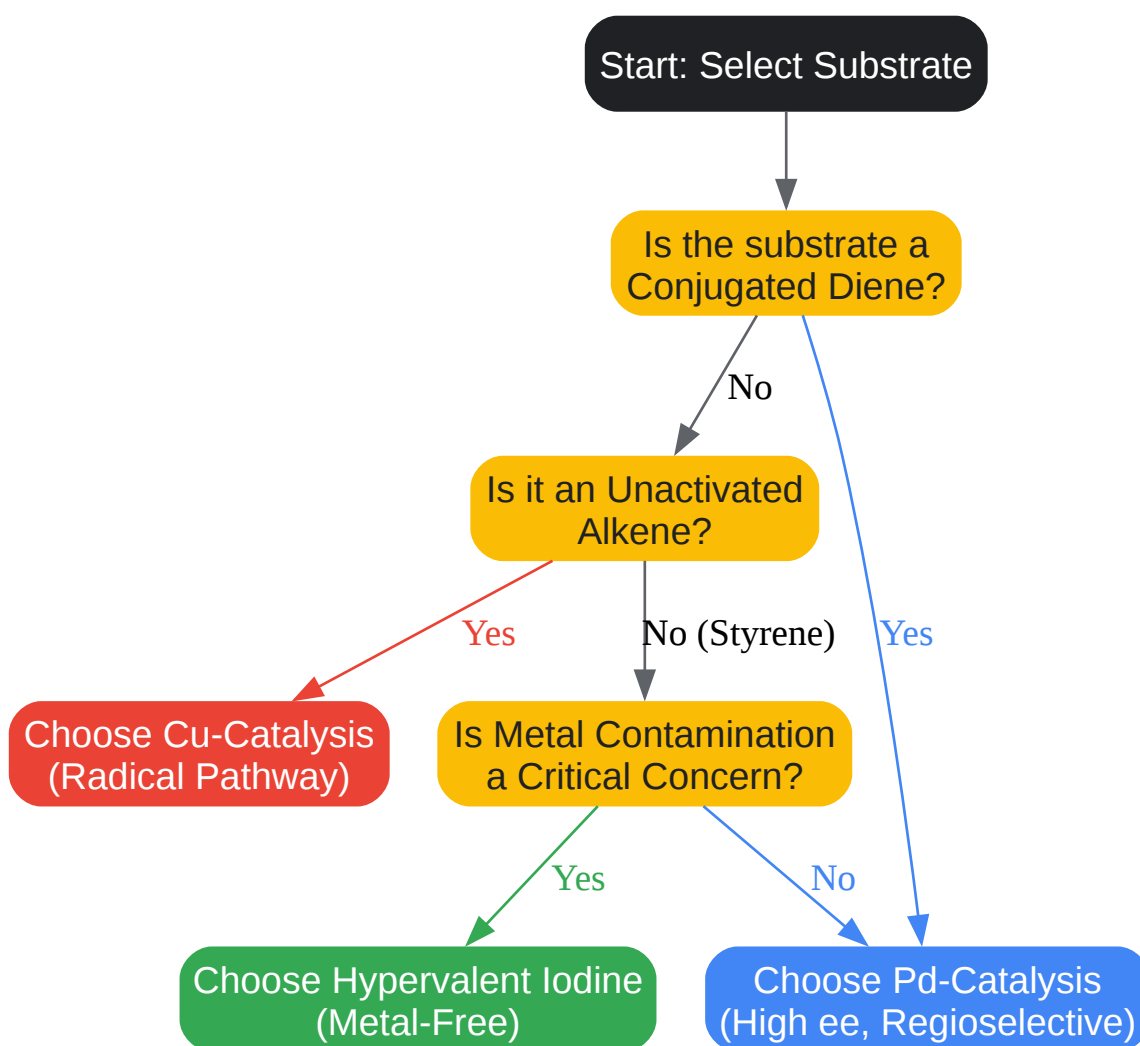 Start: Select Substrate
Is the substrate a
Conjugated Diene?
No
Is it an Unactivated
Alkene?
Yes
No (Styrene)
Yes
Choose Cu-Catalysis
(Radical Pathway)
Is Metal Contamination
a Critical Concern?
Yes
No
Choose Hypervalent Iodine
(Metal-Free)
Choose Pd-Catalysis
(High ee, Regioselective)